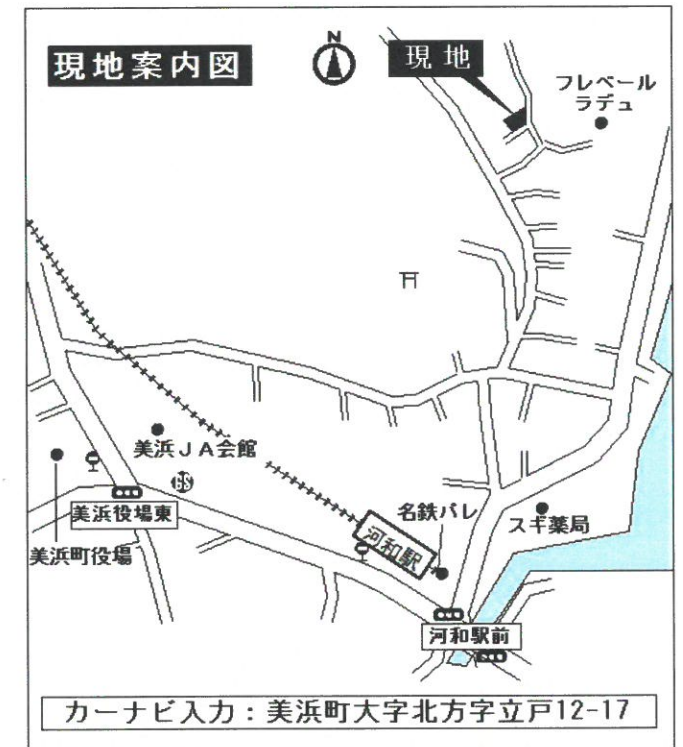 現地案内図
N
現地
フレベール
ラデュ
美浜JA会館
GS
美浜役場東
美浜町役場
名鉄パレ
スギ薬局
河和駅
河和駅前
カーナビ入力：美浜町大字北方字立戸12-17